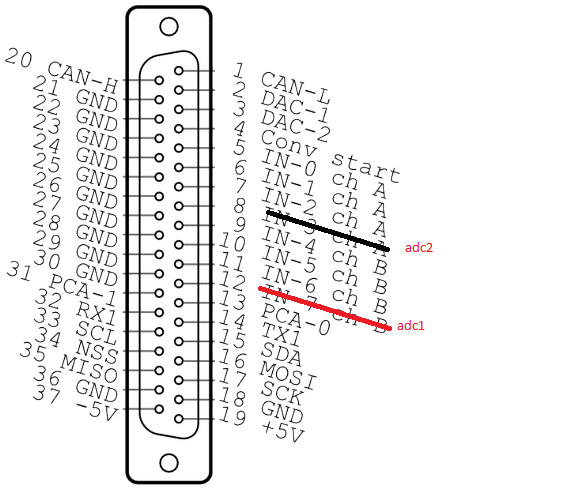 20 CAN-H
21 GND
22 GND
23 GND
24 GND
25 GND
26 GND
27 GND
28 GND
29 GND
30 GND
31 PCA-1
32 RX1
33 SCL
34 NSS
35 MISO
36 GND
37 -5V
1 CAN-L
2 DAC-1
3 DAC-2
4 Conv start
5 IN-0 ch A
6 IN-1 ch A
7 IN-2 ch A
8 IN-3 ch A
adc2
9 IN-4 ch B
10 IN-5 ch B
11 IN-6 ch B
12 IN-7 ch B
adc1
13 PCA-0
14 TX1
15 SDA
16 MOSI
17 SCK
18 GND
19 +5V